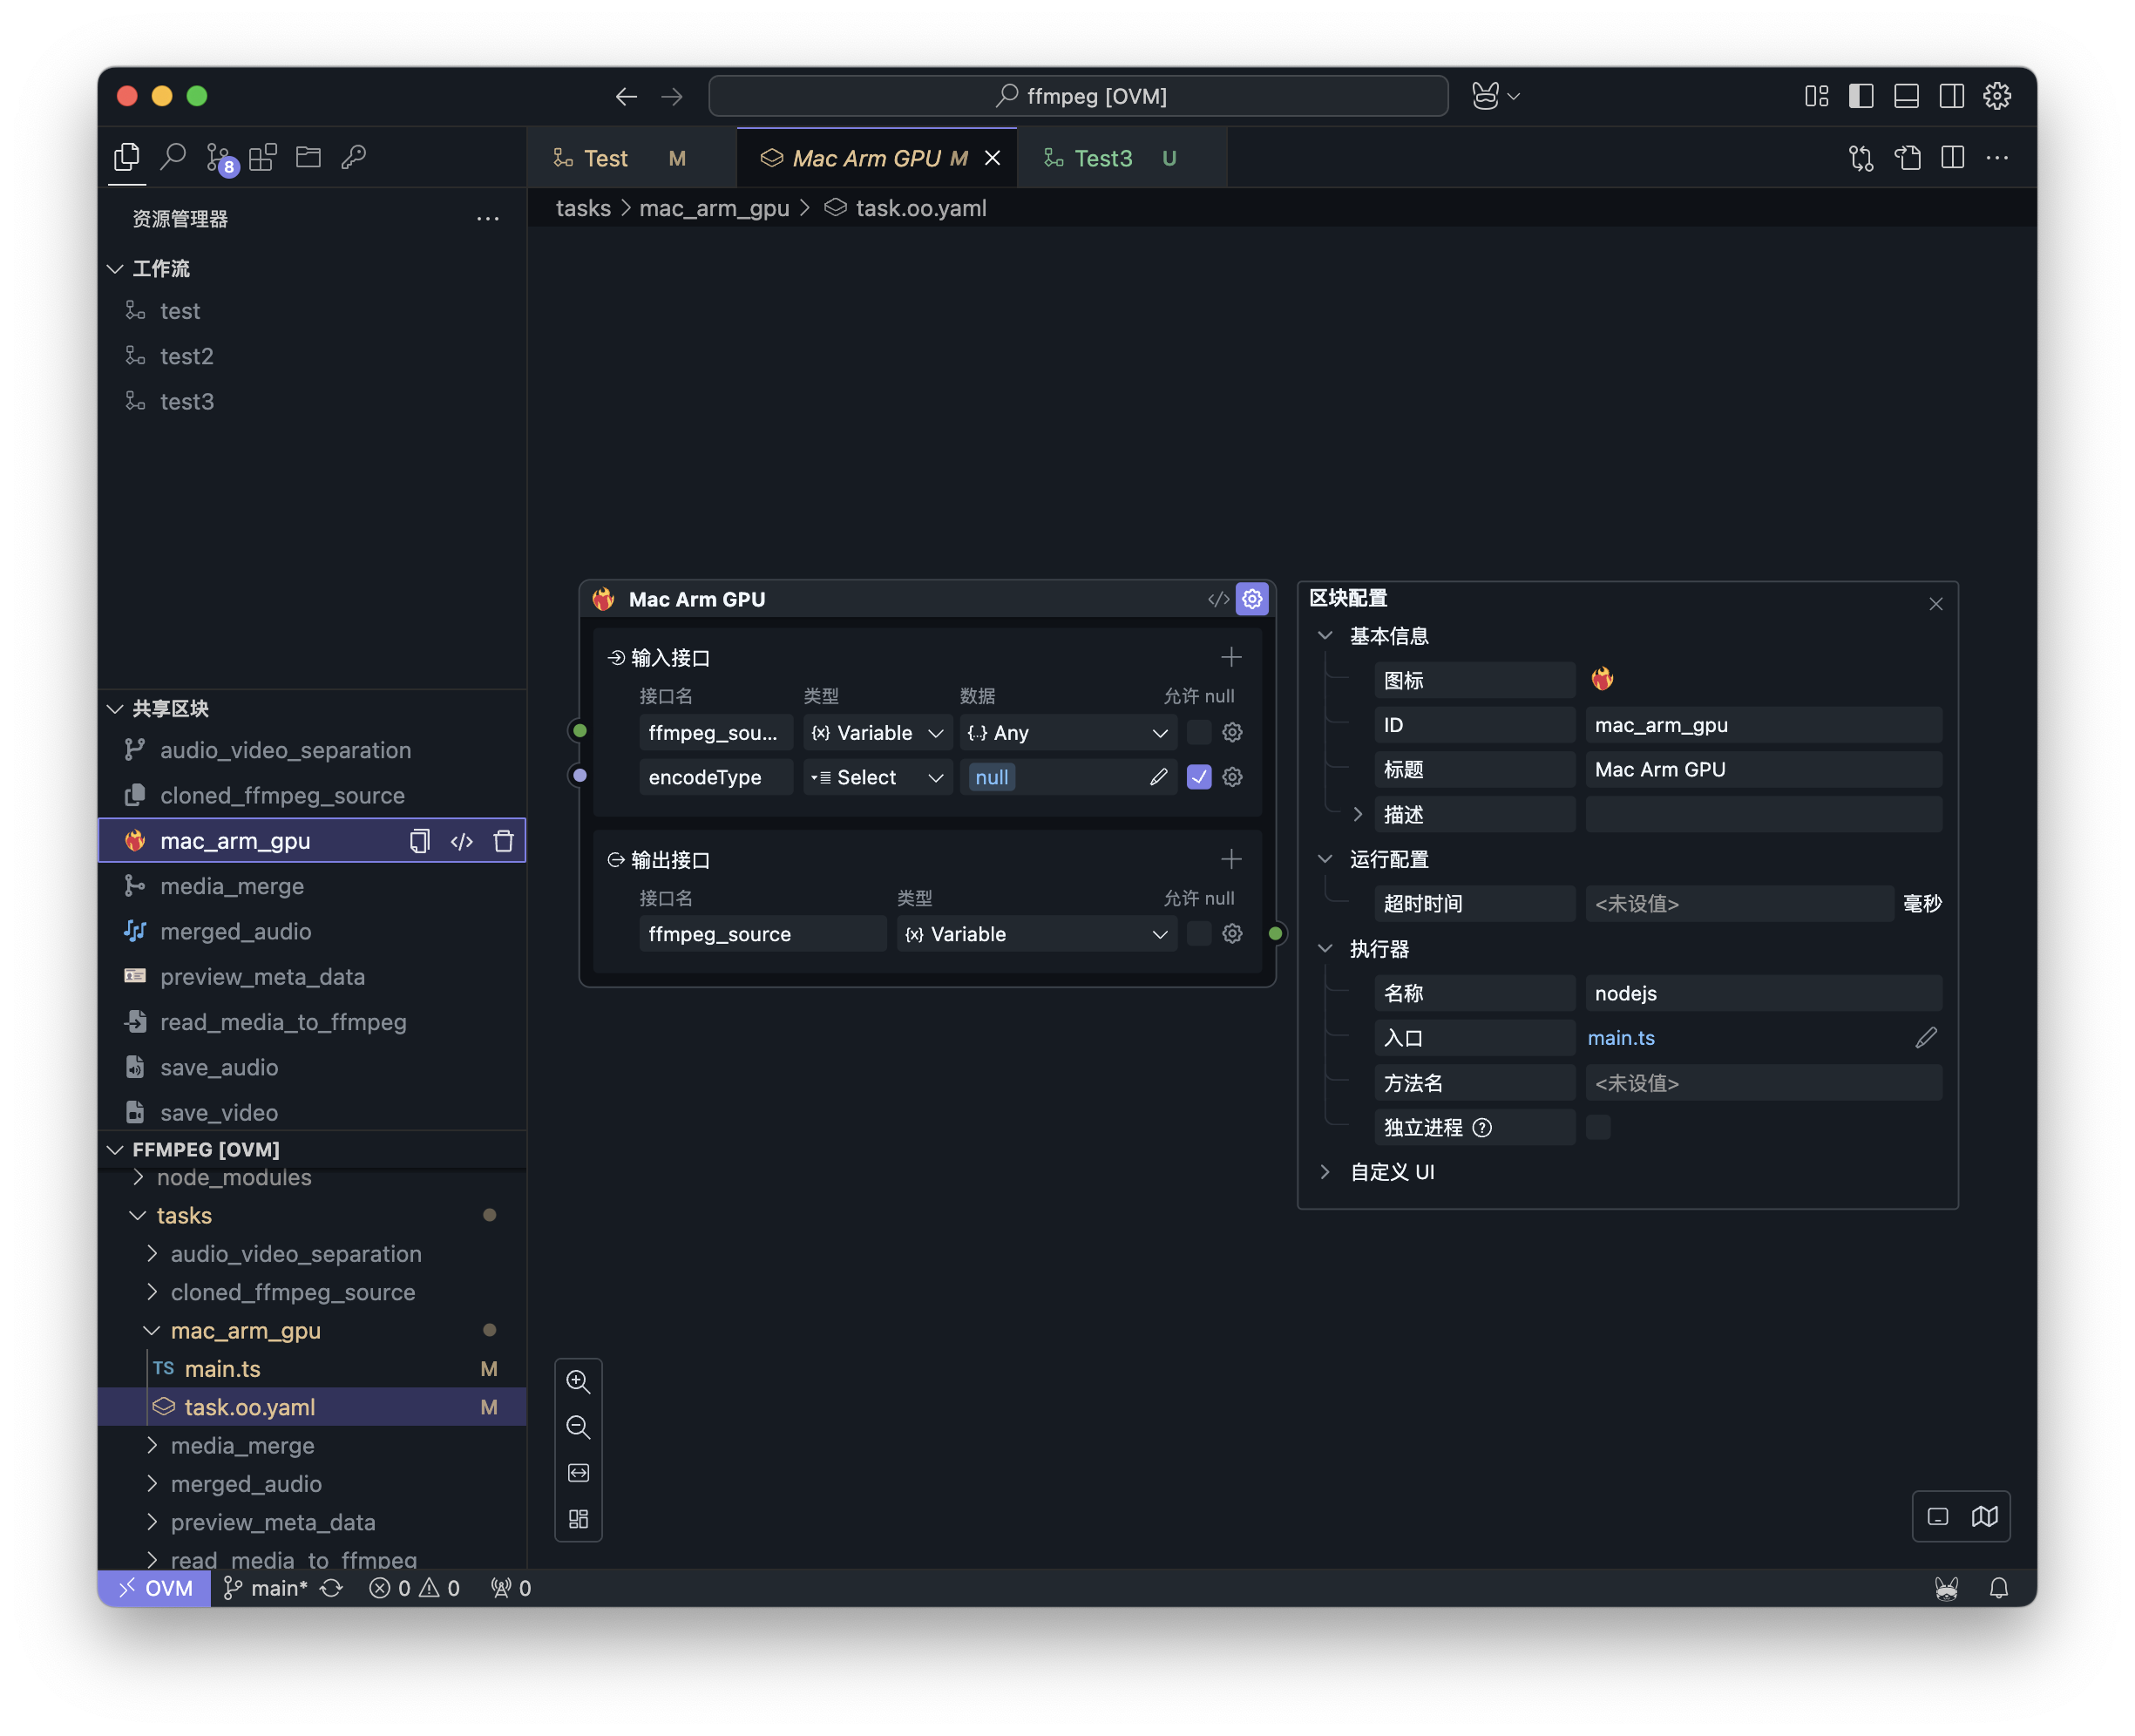 ffmpeg [OVM]
8
Test M
Mac Arm GPU M
Test3 U
资源管理器
tasks > mac_arm_gpu > task.oo.yaml
工作流
test
test2
test3
共享区块
audio_video_separation
cloned_ffmpeg_source
mac_arm_gpu
media_merge
merged_audio
preview_meta_data
read_media_to_ffmpeg
save_audio
save_video
FFMPEG [OVM]
node_modules
tasks
audio_video_separation
cloned_ffmpeg_source
mac_arm_gpu
TS main.ts M
task.oo.yaml M
media_merge
merged_audio
preview_meta_data
read_media_to_ffmpeg
Mac Arm GPU
输入接口
接口名 类型 数据 允许 null
ffmpeg_sou... {x} Variable {..} Any
encodeType Select null
输出接口
接口名 类型 允许 null
ffmpeg_source {x} Variable
区块配置
基本信息
图标
ID mac_arm_gpu
标题 Mac Arm GPU
描述
运行配置
超时时间 <未设值> 毫秒
执行器
名称 nodejs
入口 main.ts
方法名 <未设值>
独立进程
自定义 UI
OVM main* 0 0 0